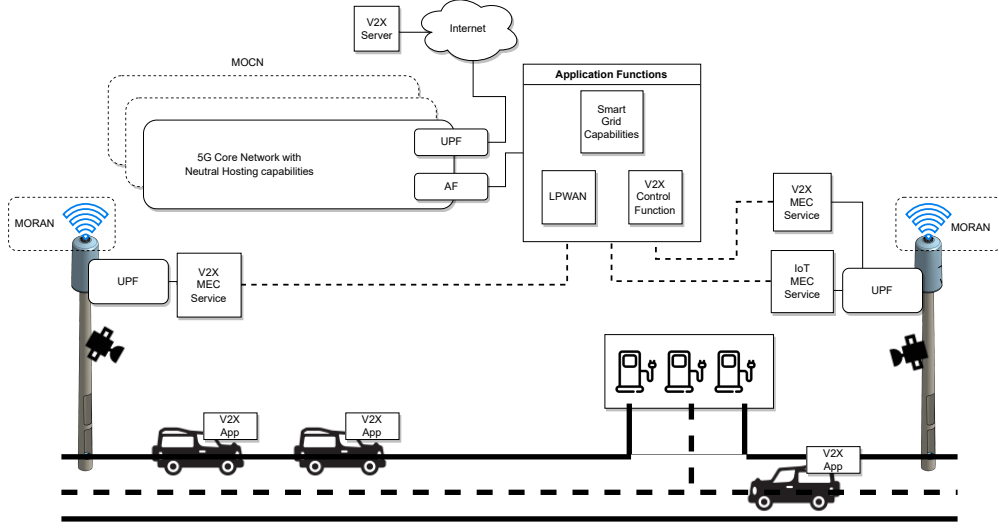 V2X
Server
Internet
MOCN
Application Functions
Smart
Grid
Capabilities
UPF
5G Core Network with
Neutral Hosting capabilities
AF
LPWAN
V2X
Control
Function
V2X
MEC
Service
MORAN
MORAN
UPF
V2X
MEC
Service
IoT
MEC
Service
UPF
V2X
App
V2X
App
V2X
App